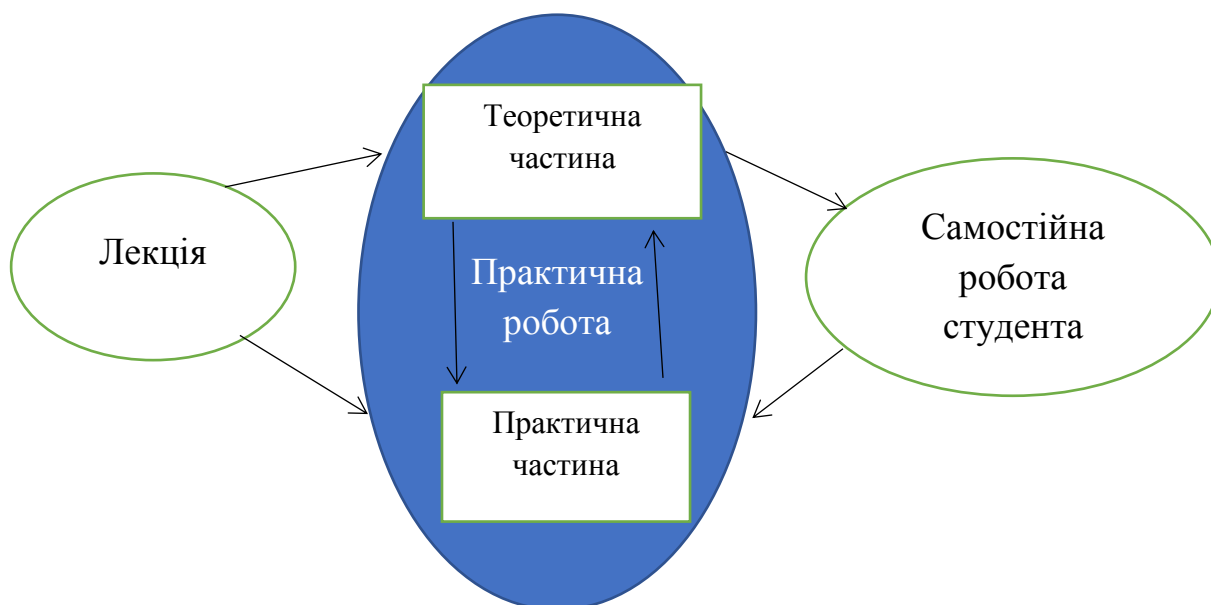 Лекція
Теоретична
частина
Практична
робота
Практична
частина
Самостійна
робота
студента